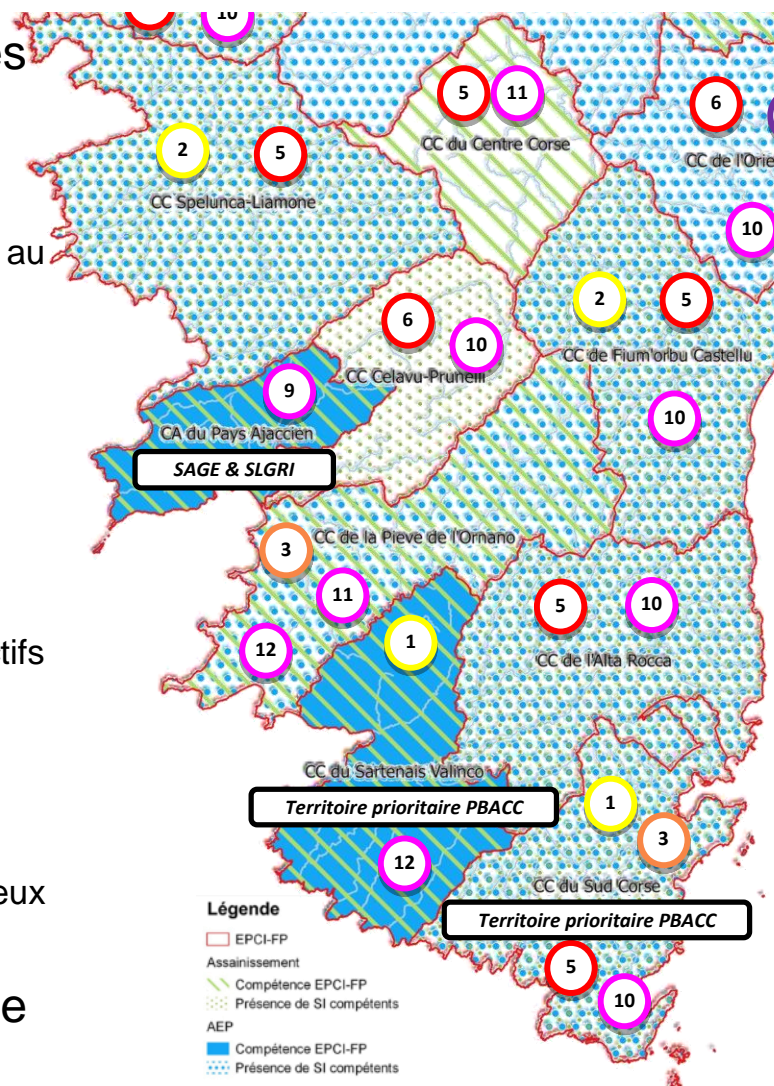 10
es
5
11
6
CC du Centre Corse
2
5
CC de l'Orie
CC Spelunca-Liamone
10
au
2
5
6
10
CC de Fium'orbu Castellu
CC Celavu-Prunelli
9
10
CA du Pays Ajaccien
SAGE & SLGRI
CC de la Pieve de l'Ornano
3
11
5
10
1
tifs
12
CC de l'Alta Rocca
CC du Sartenais Valinco
Territoire prioritaire PBACC
1
3
12
CC du Sud Corse
eux
Territoire prioritaire PBACC
Légende
EPCI-FP
Assainissement
Compétence EPCI-FP
Présence de SI compétents
AEP
Compétence EPCI-FP
Présence de SI compétents
5
10
e